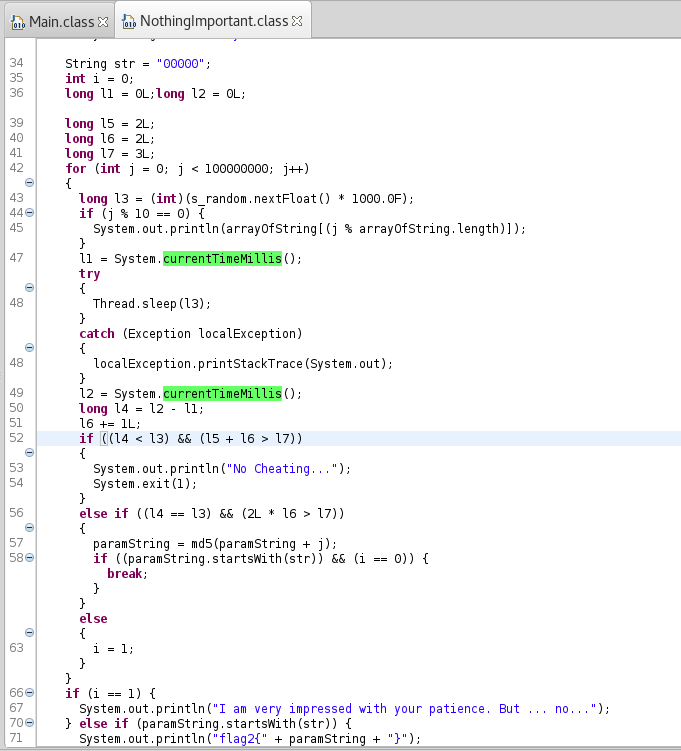 Main.class
NothingImportant.class
34 String str = "00000";
35 int i = 0;
36 long l1 = 0L;long l2 = 0L;
39 long l5 = 2L;
40 long l6 = 2L;
41 long l7 = 3L;
42 for (int j = 0; j < 100000000; j++)
{
43 long l3 = (int)(s_random.nextFloat() * 1000.0F);
44 if (j % 10 == 0) {
45 System.out.println(arrayOfString[(j % arrayOfString.length)]);
}
47 l1 = System.currentTimeMillis();
try
{
48 Thread.sleep(l3);
}
catch (Exception localException)
{
48 localException.printStackTrace(System.out);
}
49 l2 = System.currentTimeMillis();
50 long l4 = l2 - l1;
51 l6 += 1L;
52 if ((l4 < l3) && (l5 + l6 > l7))
{
53 System.out.println("No Cheating...");
54 System.exit(1);
}
56 else if ((l4 == l3) && (2L * l6 > l7))
{
57 paramString = md5(paramString + j);
58 if ((paramString.startsWith(str)) && (i == 0)) {
break;
}
}
else
{
63 i = 1;
}
}
66 if (i == 1) {
67 System.out.println("I am very impressed with your patience. But ... no...");
70 } else if (paramString.startsWith(str)) {
71 System.out.println("flag2{" + paramString + "}");